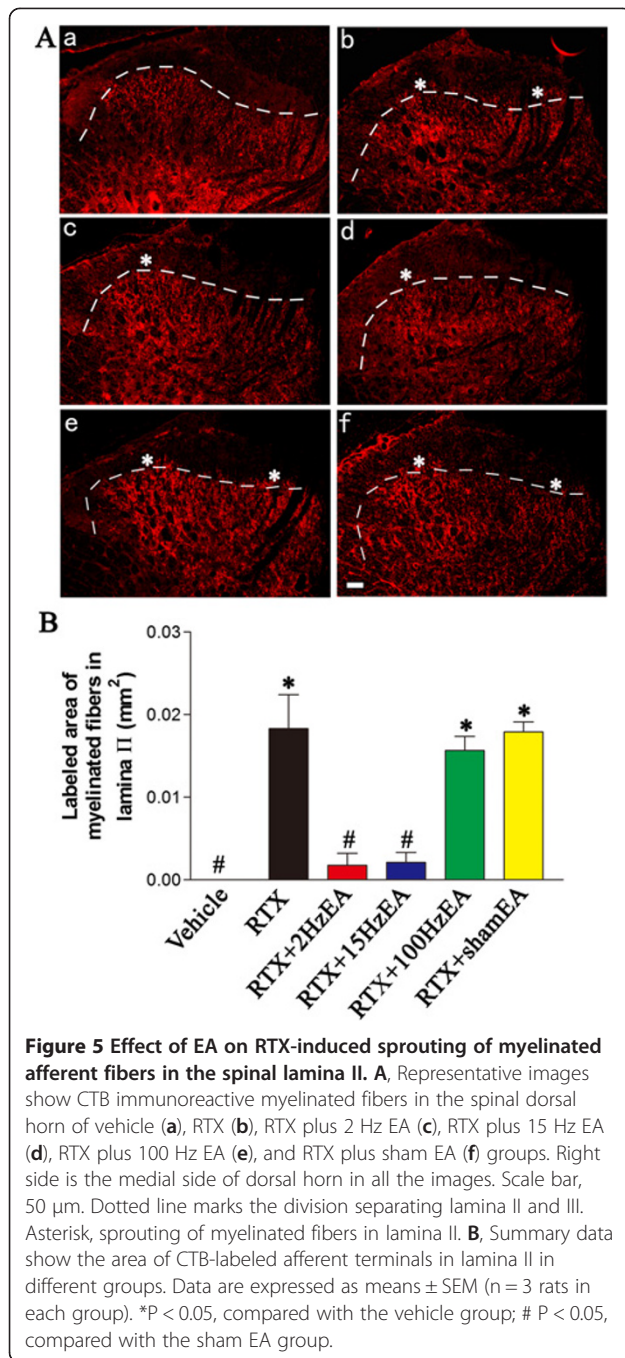 A
a
b
*
*
c
d
*
*
e
f
*
*
*
*
B
Labeled area of
myelinated fibers in
lamina Π (mm2)
0.03
0.02
0.01
0.00
#
*
#
#
*
*
Vehicle
RTX
RTX+2HzEA
RTX+15HzEA
RTX+100HzEA
RTX+shamEA
Figure 5 Effect of EA on RTX-induced sprouting of myelinated
afferent fibers in the spinal lamina II. A, Representative images
show CTB immunoreactive myelinated fibers in the spinal dorsal
horn of vehicle (a), RTX (b), RTX plus 2 Hz EA (c), RTX plus 15 Hz EA
(d), RTX plus 100 Hz EA (e), and RTX plus sham EA (f) groups. Right
side is the medial side of dorsal horn in all the images. Scale bar,
50 μm. Dotted line marks the division separating lamina II and III.
Asterisk, sprouting of myelinated fibers in lamina II. B, Summary data
show the area of CTB-labeled afferent terminals in lamina II in
different groups. Data are expressed as means ± SEM (n = 3 rats in
each group). *P < 0.05, compared with the vehicle group; # P < 0.05,
compared with the sham EA group.